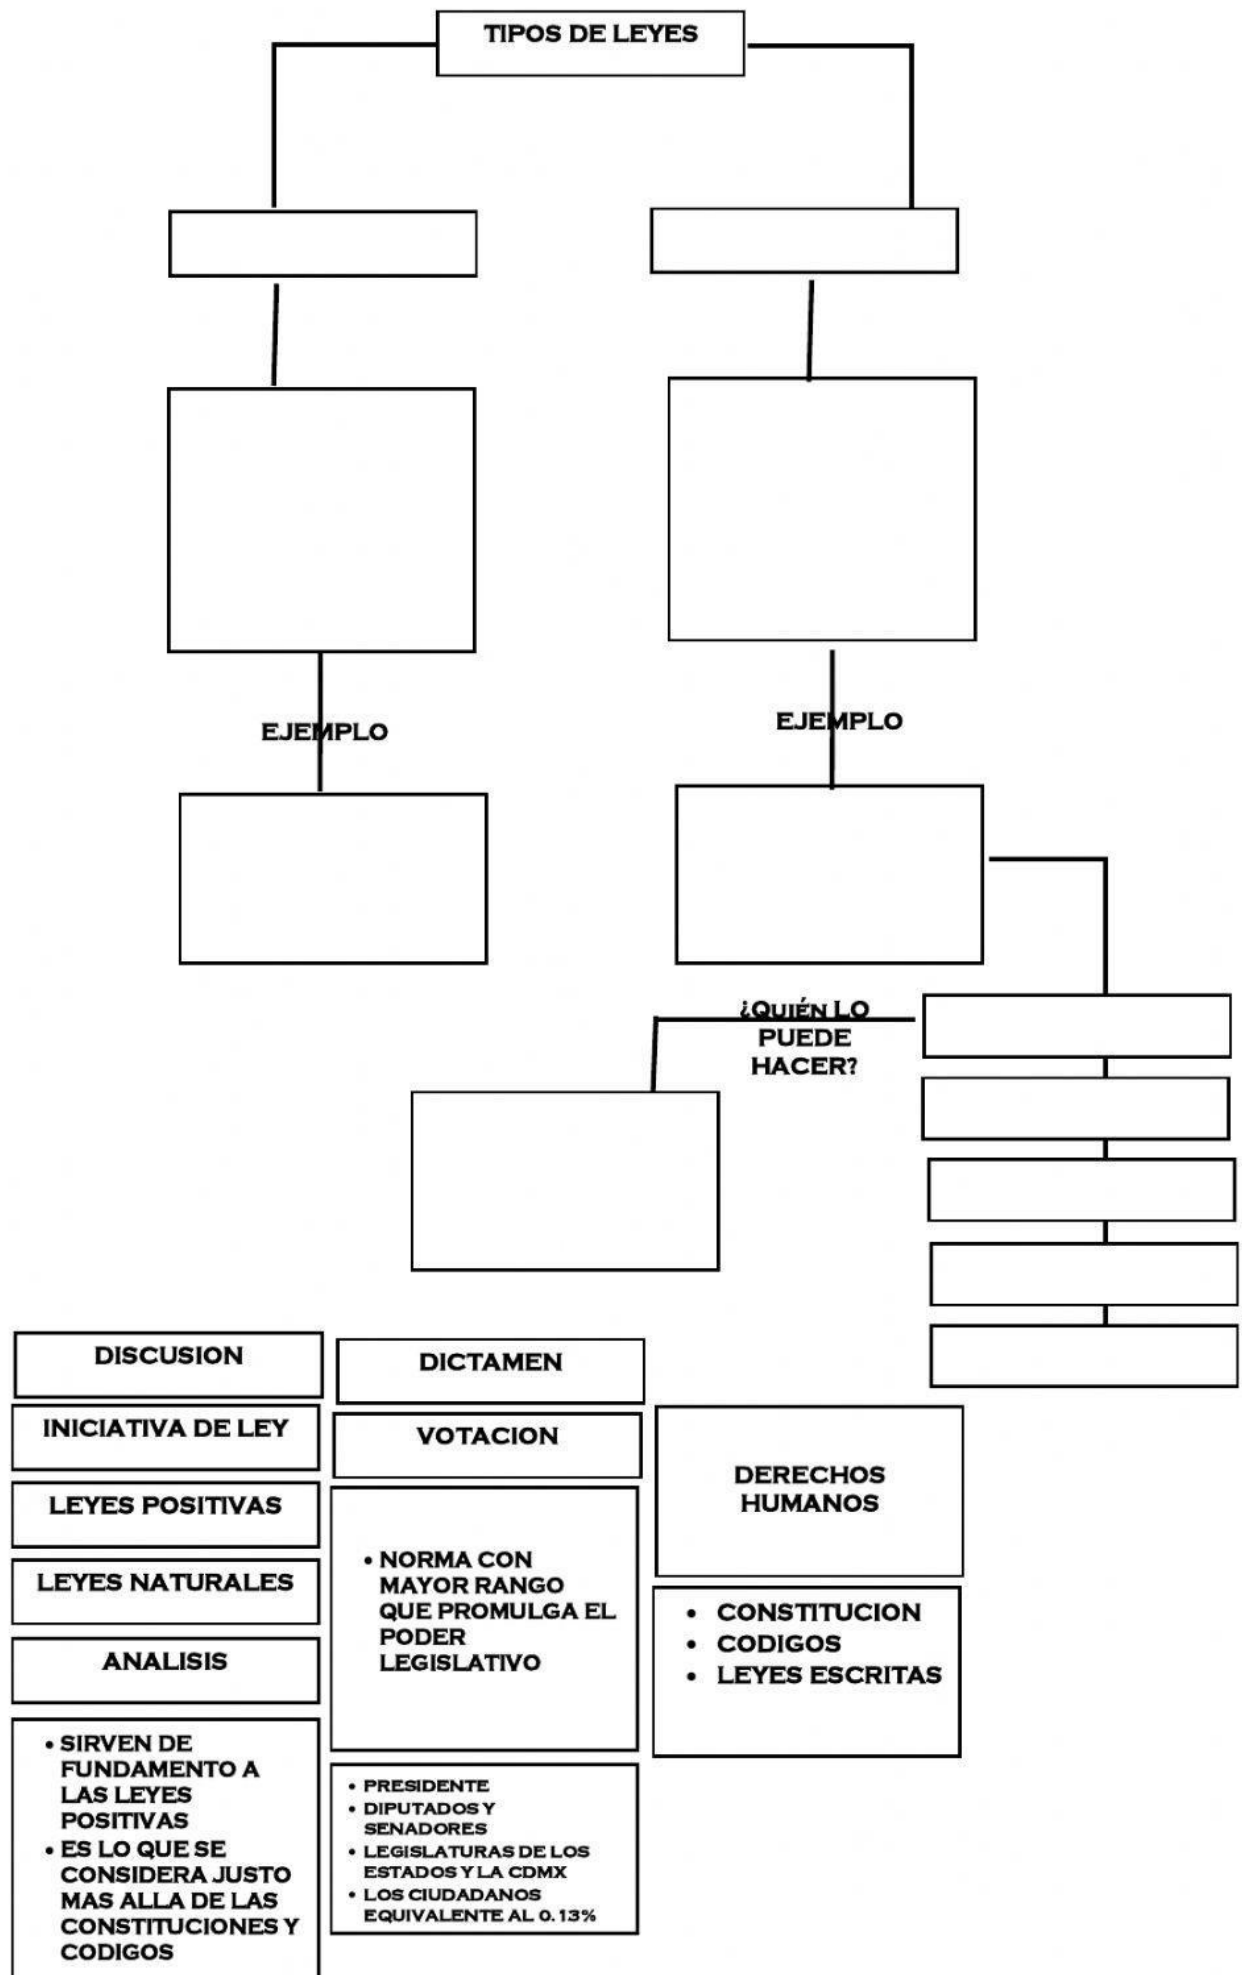 TIPOS DE LEYES
EJEMPLO
EJEMPLO
¿QUIÉN LO
PUEDE
HACER?
DISCUSION
INICIATIVA DE LEY
LEYES POSITIVAS
LEYES NATURALES
ANALISIS
• SIRVEN DE
FUNDAMENTO A
LAS LEYES
POSITIVAS
• ES LO QUE SE
CONSIDERA JUSTO
MAS ALLA DE LAS
CONSTITUCIONES Y
CODIGOS
DICTAMEN
VOTACION
• NORMA CON
MAYOR RANGO
QUE PROMULGA EL
PODER
LEGISLATIVO
• PRESIDENTE
• DIPUTADOS Y
SENADORES
• LEGISLATURAS DE LOS
ESTADOS Y LA CDMX
• LOS CIUDADANOS
EQUIVALENTE AL 0.13%
DERECHOS
HUMANOS
• CONSTITUCION
• CODIGOS
• LEYES ESCRITAS